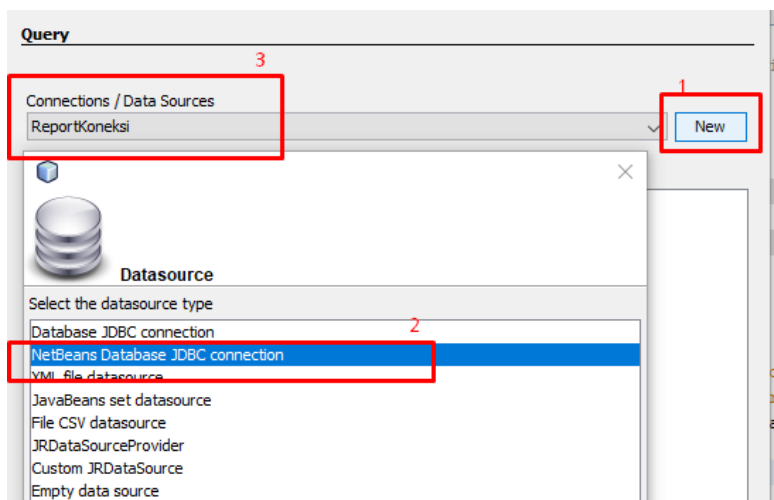 Query
3
1
Connections / Data Sources
ReportKoneksi
New
Datasource
Select the datasource type
2
Database JDBC connection
NetBeans Database JDBC connection
XML file datasource
JavaBeans set datasource
File CSV datasource
JRDataSourceProvider
Custom JRDataSource
Empty data source